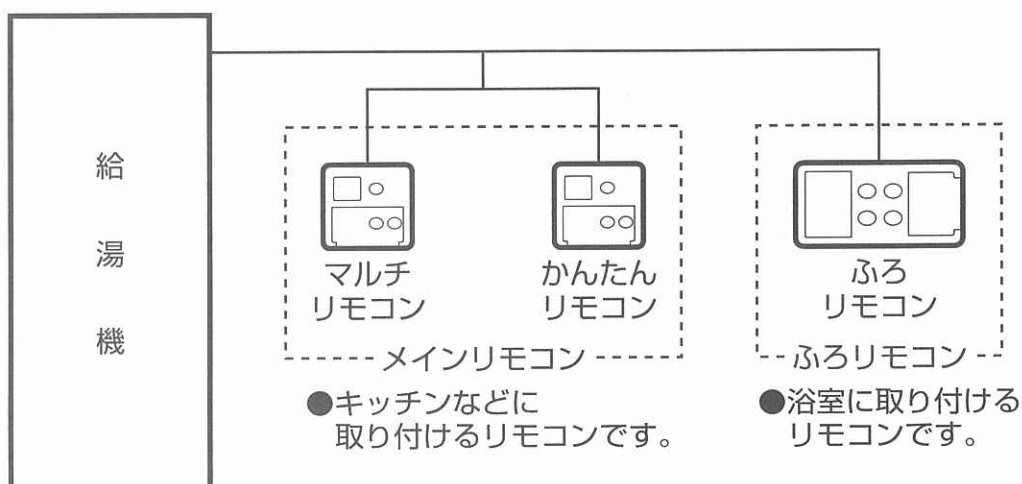 給湯機
マルチ
リモコン
かんたん
リモコン
ふろ
リモコン
メインリモコン
ふろリモコン
●キッチンなどに
取り付けるリモコンです。
●浴室に取り付ける
リモコンです。